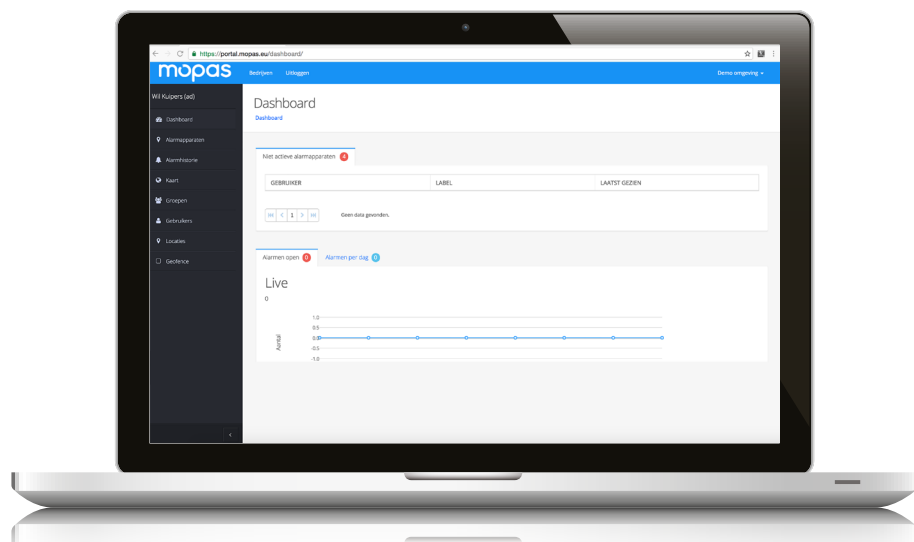 https://portal.mopas.eu/dashboard/
mopas Bedrijven Uitloggen Demo omgeving
Wil Kuipers (ad)
Dashboard
Alarmapparaten
Alarmhistorie
Kaart
Groepen
Gebruikers
Locaties
Geofence
Dashboard
Dashboard
Niet actieve alarmapparaten 4
GEBRUIKER LABEL LAATST GEZIEN
1 Geen data gevonden.
Alarmen open 0 Alarmen per dag 0
Live
0
Aantal
1.0
0.5
0.0
-0.5
-1.0